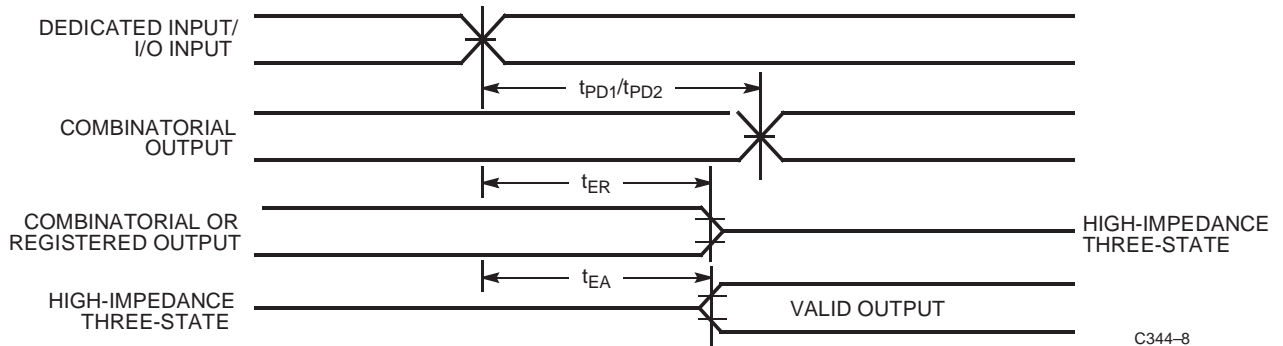 DEDICATED INPUT/
I/O INPUT
tPD1/tPD2
COMBINATORIAL
OUTPUT
tER
COMBINATORIAL OR
REGISTERED OUTPUT
HIGH-IMPEDANCE
THREE-STATE
tEA
HIGH-IMPEDANCE
THREE-STATE
VALID OUTPUT
C344–8